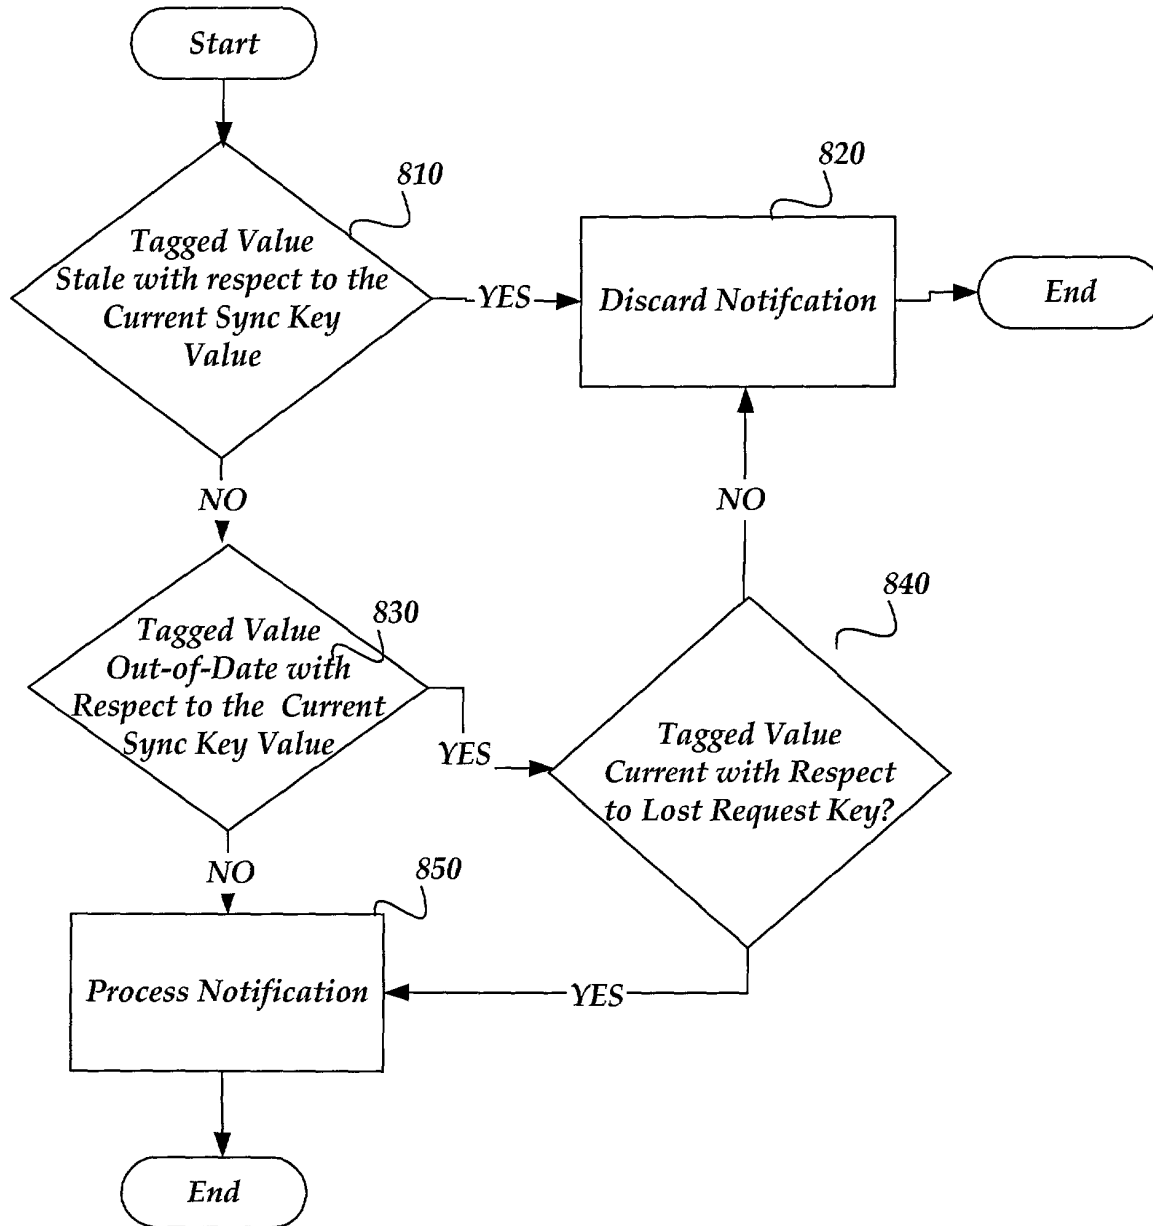 Start
810
Tagged Value
Stale with respect to the
Current Sync Key
Value
YES
820
Discard Notifcation
End
NO
830
Tagged Value
Out-of-Date with
Respect to the Current
Sync Key Value
YES
NO
840
Tagged Value
Current with Respect
to Lost Request Key?
NO
850
Process Notification
YES
End